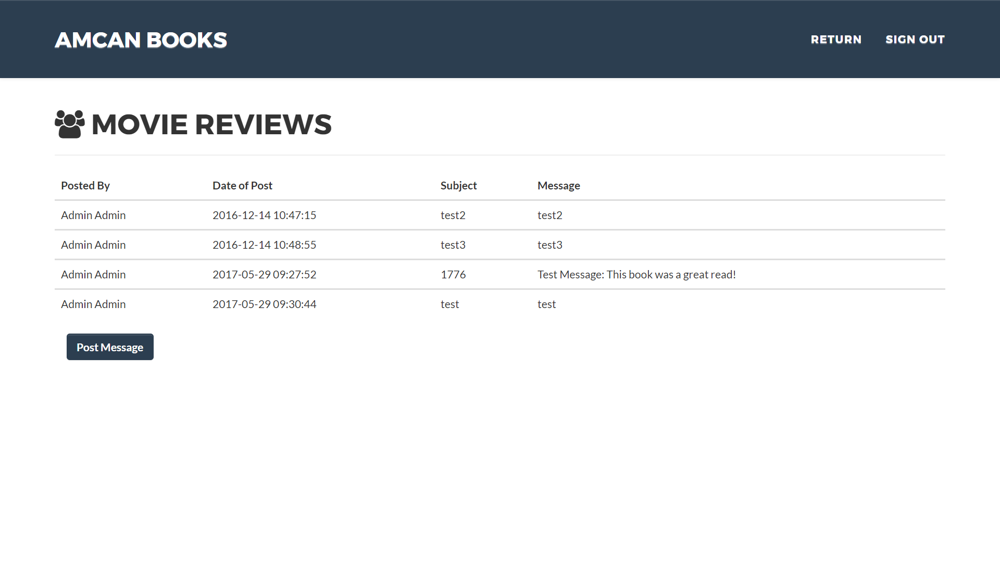 AMCAN BOOKS RETURN SIGN OUT
MOVIE REVIEWS
Posted By Date of Post Subject Message
Admin Admin 2016-12-14 10:47:15 test2 test2
Admin Admin 2016-12-14 10:48:55 test3 test3
Admin Admin 2017-05-29 09:27:52 1776 Test Message: This book was a great read!
Admin Admin 2017-05-29 09:30:44 test test
Post Message